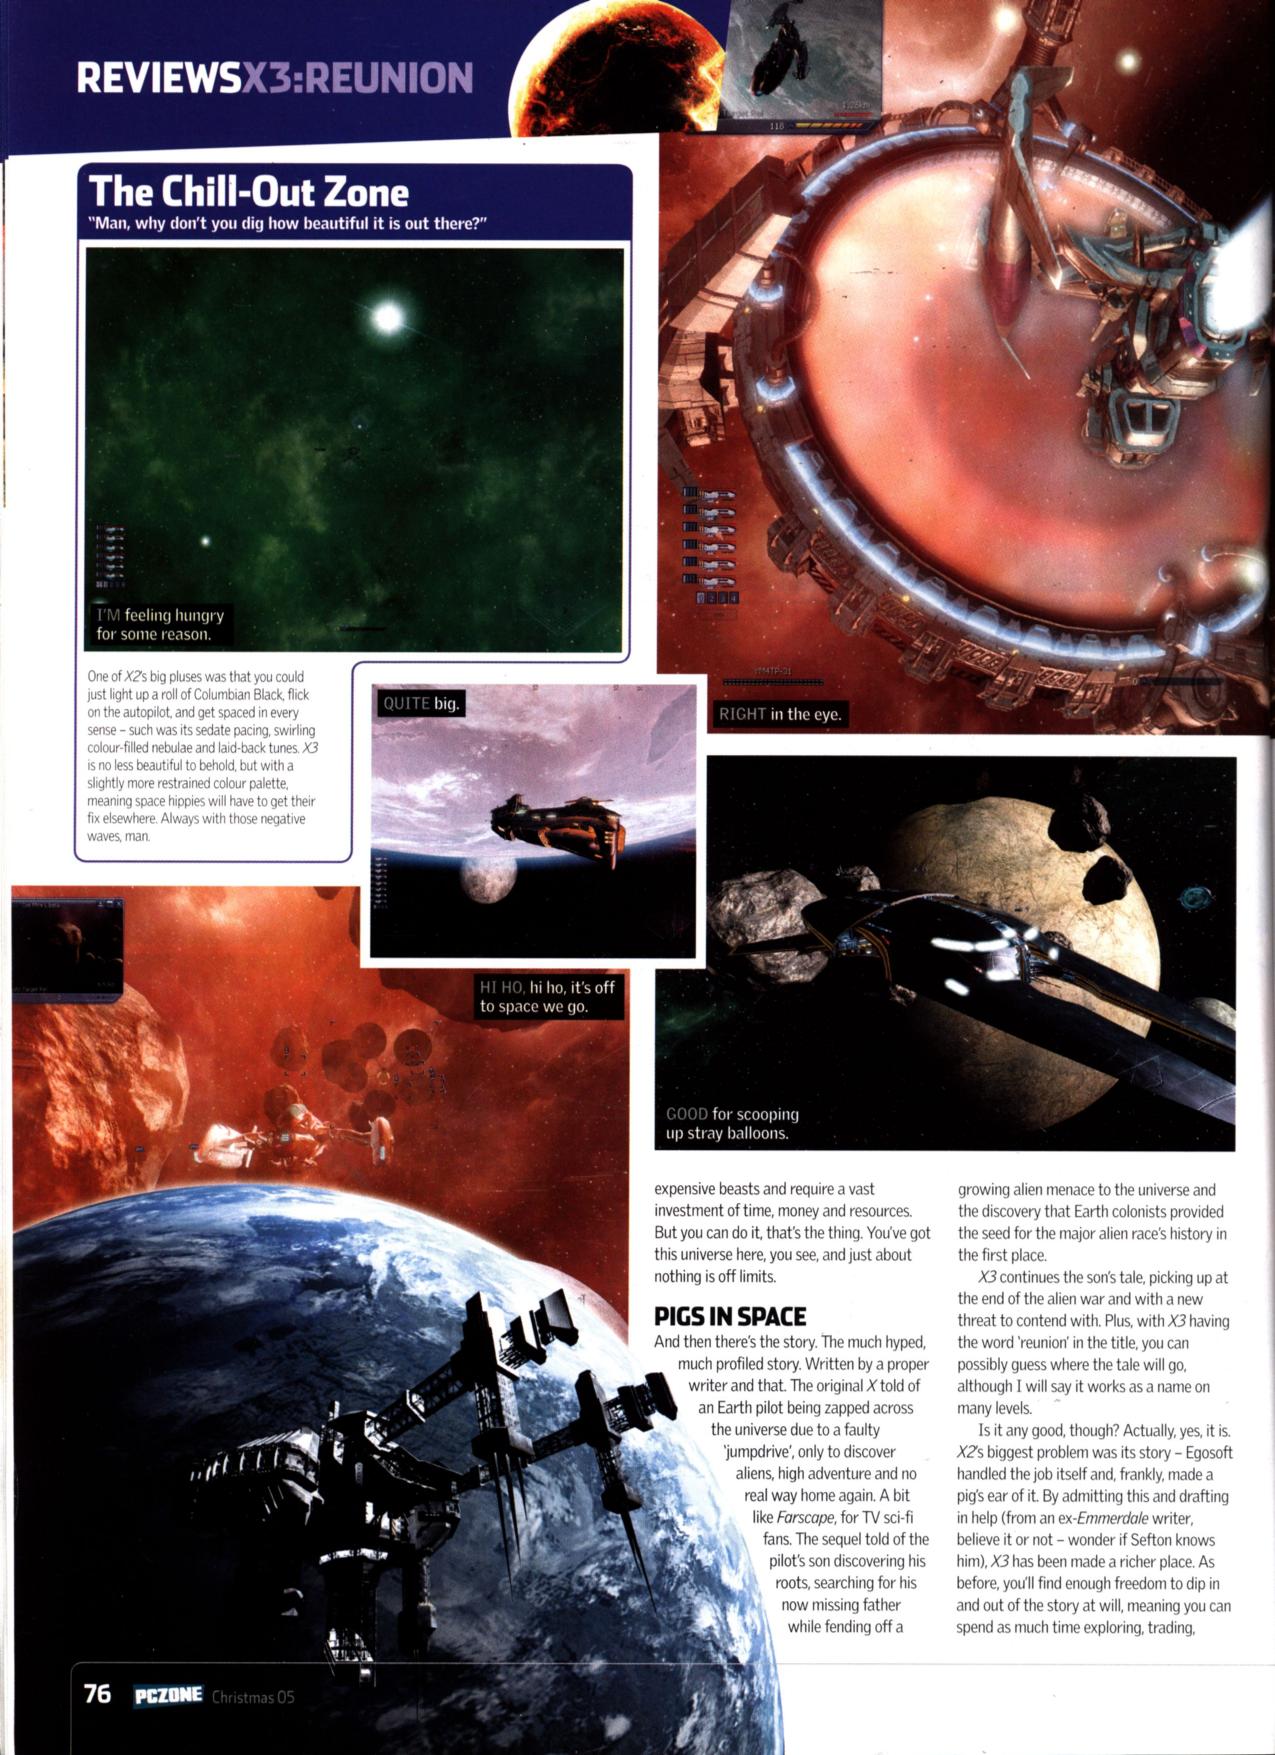 REVIEWSX3:REUNION
1.26km
116
The Chill-Out Zone
"Man, why don't you dig how beautiful it is out there?"
I'M feeling hungry
for some reason.
One of X2's big pluses was that you could
just light up a roll of Columbian Black, flick
on the autopilot, and get spaced in every
sense – such was its sedate pacing, swirling
colour-filled nebulae and laid-back tunes. X3
is no less beautiful to behold, but with a
slightly more restrained colour palette,
meaning space hippies will have to get their
fix elsewhere. Always with those negative
waves, man.
QUITE big.
RIGHT in the eye.
HI HO, hi ho, it's off
to space we go.
GOOD for scooping
up stray balloons.
expensive beasts and require a vast
investment of time, money and resources.
But you can do it, that's the thing. You've got
this universe here, you see, and just about
nothing is off limits.
PIGS IN SPACE
And then there's the story. The much hyped,
much profiled story. Written by a proper
writer and that. The original X told of
an Earth pilot being zapped across
the universe due to a faulty
'jumpdrive', only to discover
aliens, high adventure and no
real way home again. A bit
like Farscape, for TV sci-fi
fans. The sequel told of the
pilot's son discovering his
roots, searching for his
now missing father
while fending off a
growing alien menace to the universe and
the discovery that Earth colonists provided
the seed for the major alien race's history in
the first place.
X3 continues the son's tale, picking up at
the end of the alien war and with a new
threat to contend with. Plus, with X3 having
the word 'reunion' in the title, you can
possibly guess where the tale will go,
although I will say it works as a name on
many levels.
Is it any good, though? Actually, yes, it is.
X2's biggest problem was its story – Egosoft
handled the job itself and, frankly, made a
pig's ear of it. By admitting this and drafting
in help (from an ex-Emmerdale writer,
believe it or not – wonder if Sefton knows
him), X3 has been made a richer place. As
before, you'll find enough freedom to dip in
and out of the story at will, meaning you can
spend as much time exploring, trading,
76 PCZONE Christmas 05